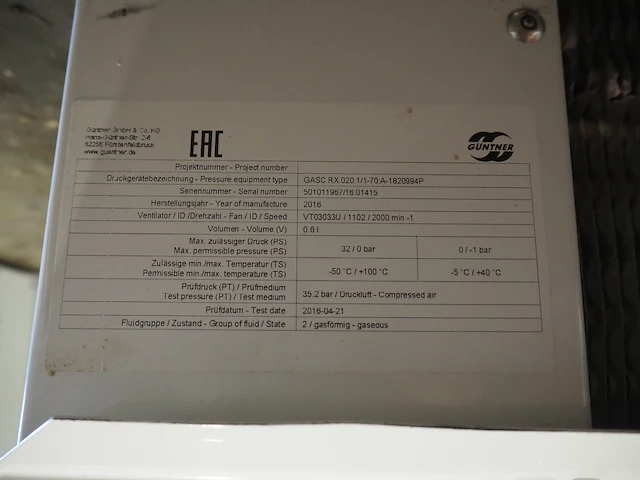 Güntner GmbH & Co. KG
Hans-Güntner-Str. 2-6
82256 Fürstenfeldbruck
www.guentner.de
EAC
GÜNTNER
Projektnummer - Project number
Druckgerätebezeichnung - Pressure equipment type GASC RX 020.1/1-70.A-1820994P
Seriennummer - Serial number 501011967/16.01415
Herstellungsjahr - Year of manufacture 2016
Ventilator / ID /Drehzahl - Fan / ID / Speed VT03033U / 1102 / 2000 min -1
Volumen - Volume (V) 0.6 l
Max. zulässiger Druck (PS)
Max. permissible pressure (PS) 32 / 0 bar 0 / -1 bar
Zulässige min./max. Temperatur (TS)
Permissible min./max. temperature (TS) -50 °C / +100 °C -5 °C / +40 °C
Prüfdruck (PT) / Prüfmedium
Test pressure (PT) / Test medium 35.2 bar / Druckluft - Compressed air
Prüfdatum - Test date 2016-04-21
Fluidgruppe / Zustand - Group of fluid / State 2 / gasförmig - gaseous